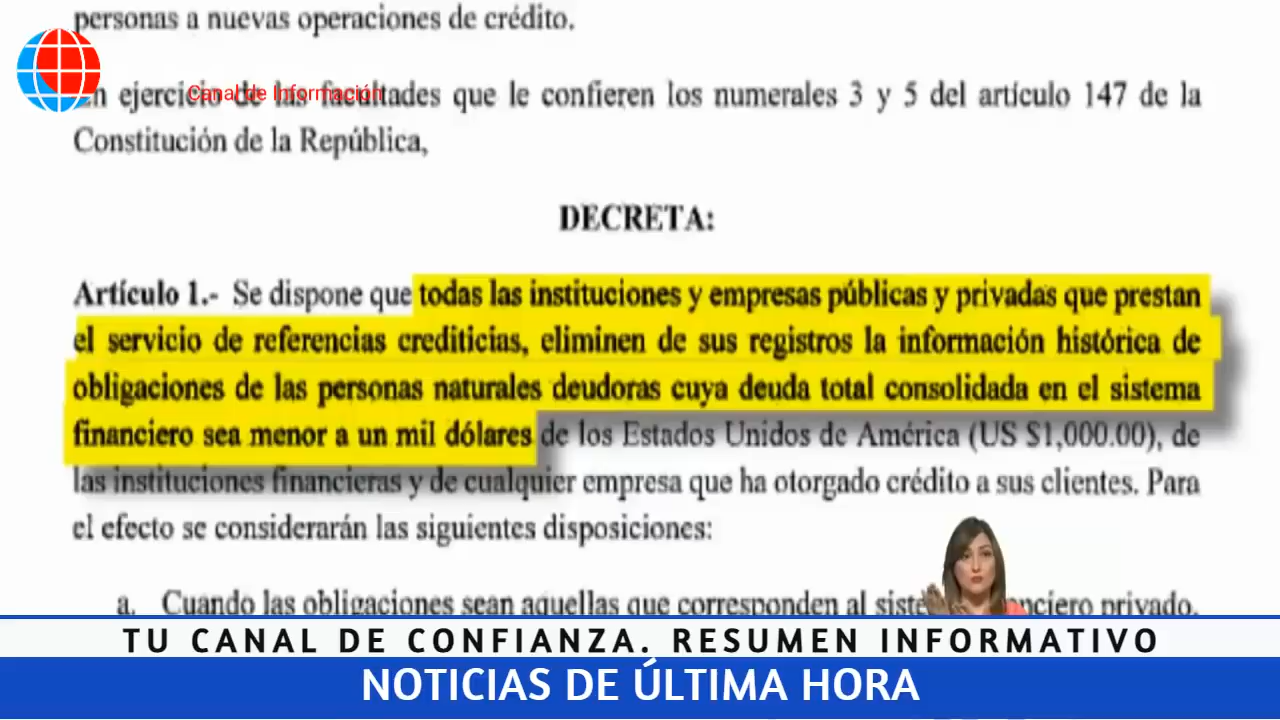 personas a nuevas operaciones de crédito.
Canal de Información
En ejercicio de las facultades que le confieren los numerales 3 y 5 del artículo 147 de la
Constitución de la República,
DECRETA:
Artículo 1.- Se dispone que todas las instituciones y empresas públicas y privadas que prestan
el servicio de referencias crediticias, eliminen de sus registros la información histórica de
obligaciones de las personas naturales deudoras cuya deuda total consolidada en el sistema
financiero sea menor a un mil dólares de los Estados Unidos de América (US $1,000.00), de
las instituciones financieras y de cualquier empresa que ha otorgado crédito a sus clientes. Para
el efecto se considerarán las siguientes disposiciones:
a. Cuando las obligaciones sean aquellas que corresponden al privado,
TU CANAL DE CONFIANZA. RESUMEN INFORMATIVO
NOTICIAS DE ÚLTIMA HORA